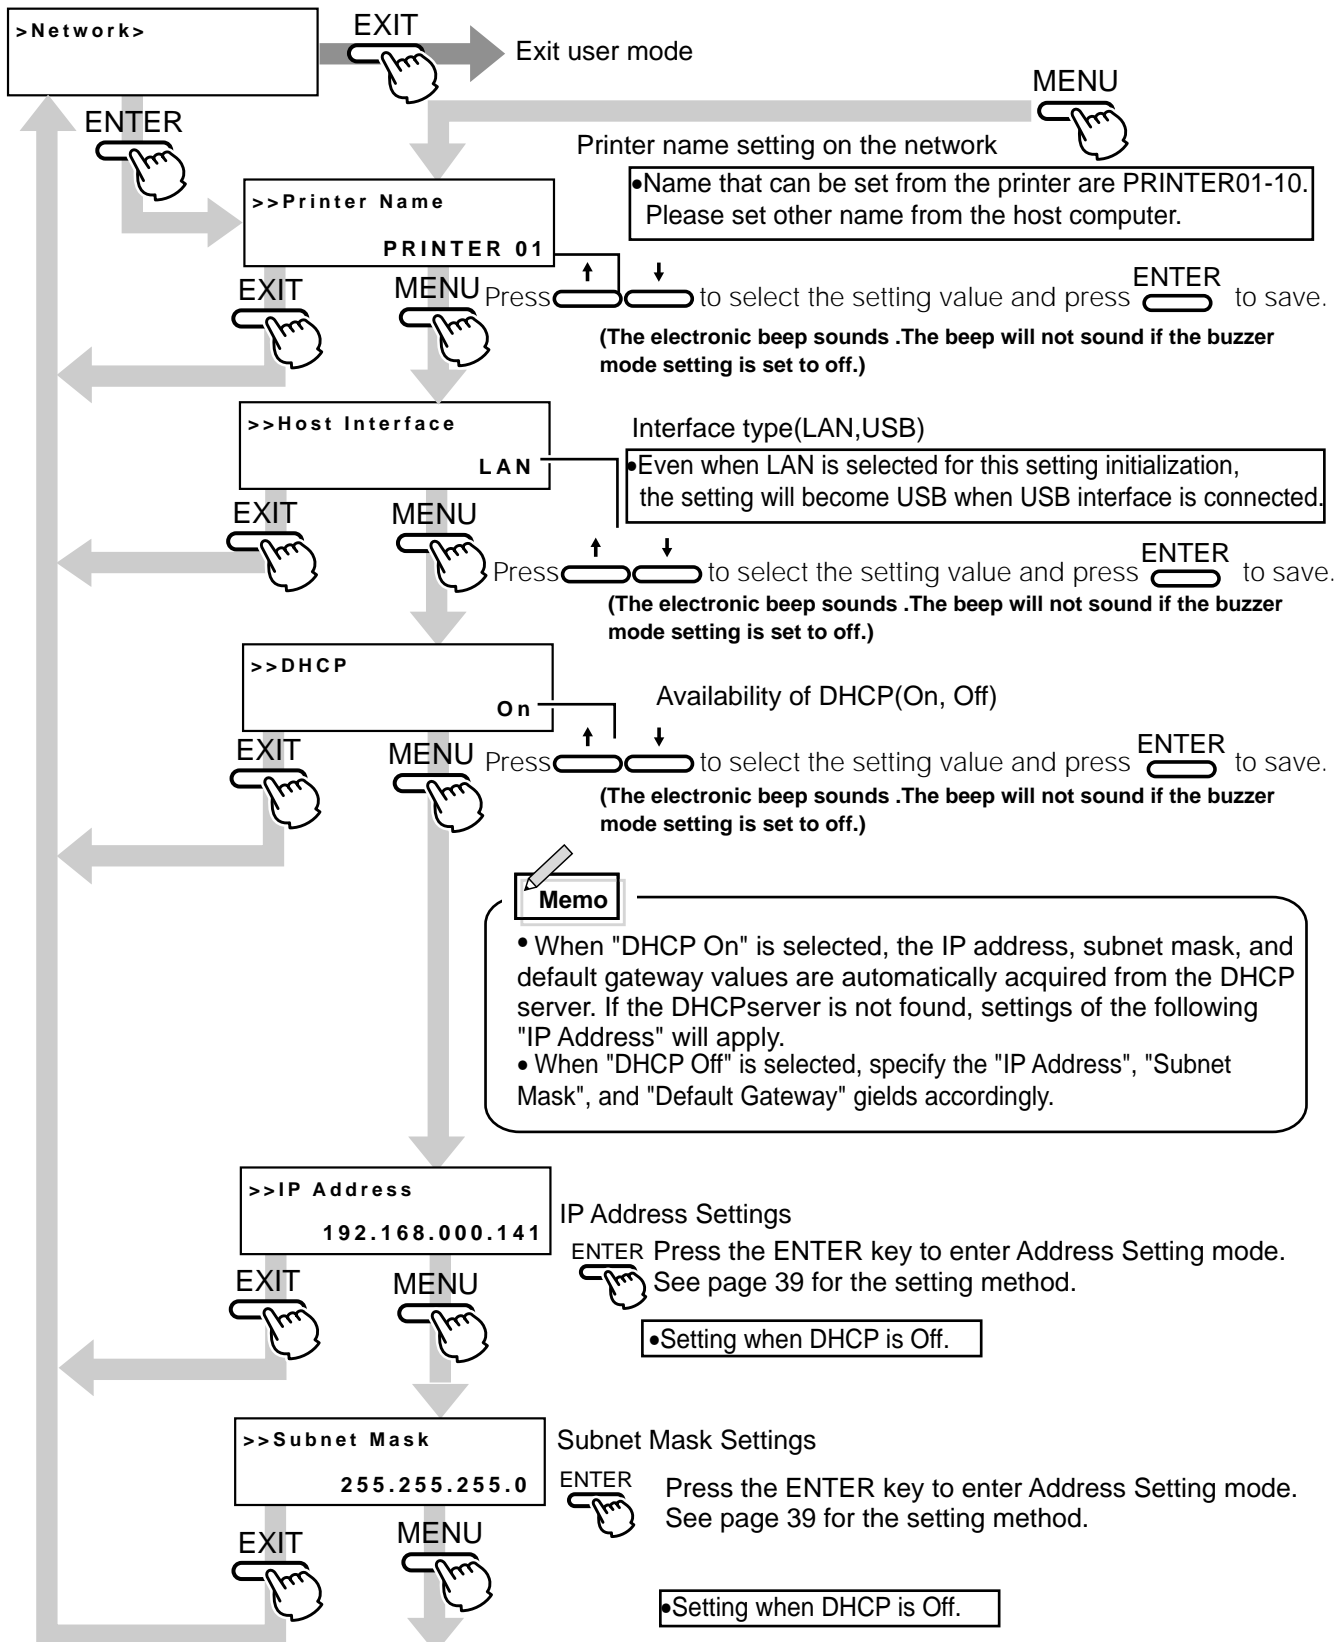 >Network>
EXIT
Exit user mode
MENU
ENTER
Printer name setting on the network
•Name that can be set from the printer are PRINTER01-10.
Please set other name from the host computer.
>>Printer Name
PRINTER 01
EXIT
MENU
Press ↑ ↓ to select the setting value and press ENTER to save.
(The electronic beep sounds .The beep will not sound if the buzzer
mode setting is set to off.)
>>Host Interface
LAN
Interface type(LAN,USB)
•Even when LAN is selected for this setting initialization,
the setting will become USB when USB interface is connected.
EXIT
MENU
Press ↑ ↓ to select the setting value and press ENTER to save.
(The electronic beep sounds .The beep will not sound if the buzzer
mode setting is set to off.)
>>DHCP
On
Availability of DHCP(On, Off)
EXIT
MENU
Press ↑ ↓ to select the setting value and press ENTER to save.
(The electronic beep sounds .The beep will not sound if the buzzer
mode setting is set to off.)
Memo
• When "DHCP On" is selected, the IP address, subnet mask, and
default gateway values are automatically acquired from the DHCP
server. If the DHCPserver is not found, settings of the following
"IP Address" will apply.
• When "DHCP Off" is selected, specify the "IP Address", "Subnet
Mask", and "Default Gateway" gields accordingly.
>>IP Address
192.168.000.141
IP Address Settings
ENTER Press the ENTER key to enter Address Setting mode.
See page 39 for the setting method.
EXIT
MENU
•Setting when DHCP is Off.
>>Subnet Mask
255.255.255.0
Subnet Mask Settings
ENTER Press the ENTER key to enter Address Setting mode.
See page 39 for the setting method.
EXIT
MENU
•Setting when DHCP is Off.